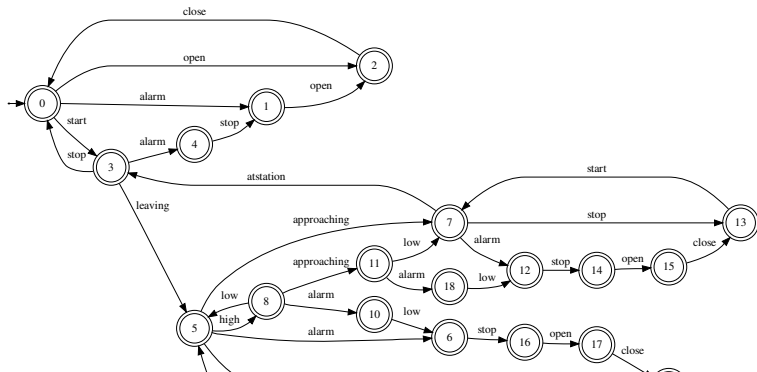 close
open
2
0
alarm
1
open
start
stop
alarm
4
stop
3
atstation
start
leaving
approaching
7
stop
13
low
alarm
approaching
11
close
12
stop
14
open
15
alarm
18
low
low
8
alarm
high
10
low
5
alarm
6
stop
16
open
17
close